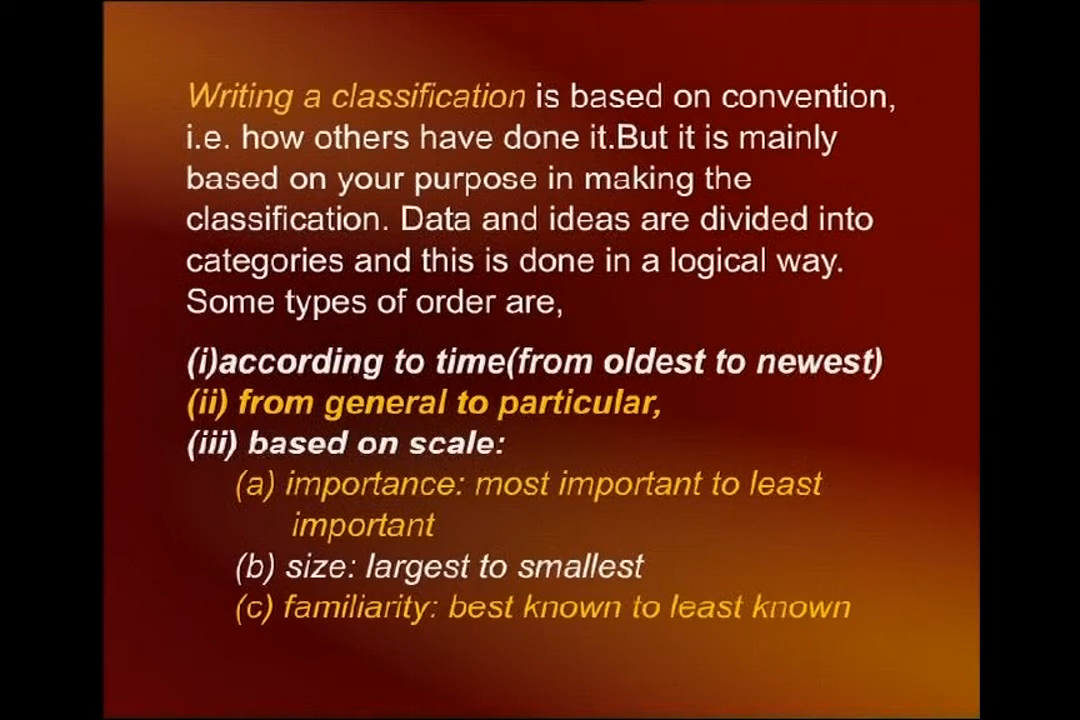 Writing a classification is based on convention,
i.e. how others have done it.But it is mainly
based on your purpose in making the
classification. Data and ideas are divided into
categories and this is done in a logical way.
Some types of order are,
(i)according to time(from oldest to newest)
(ii) from general to particular,
(iii) based on scale:
(a) importance: most important to least
important
(b) size: largest to smallest
(c) familiarity: best known to least known